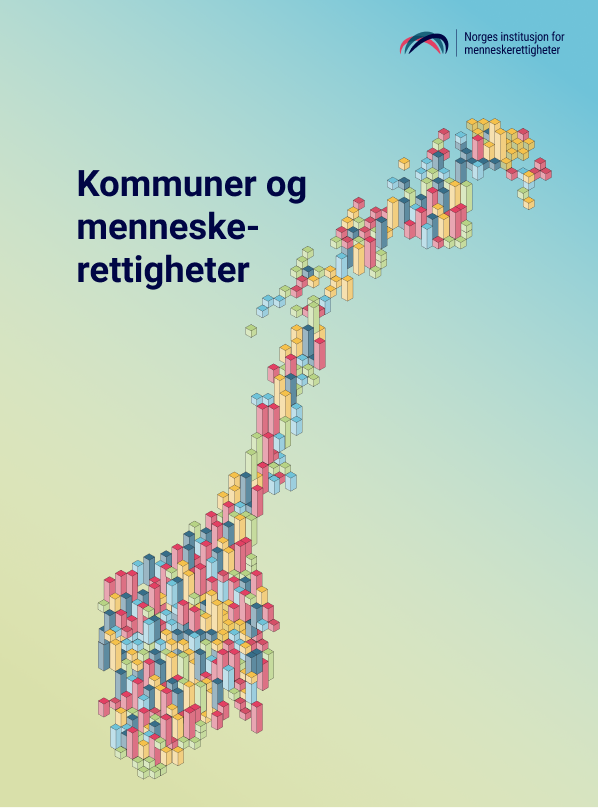 Norges institusjon for
menneskerettigheter
Kommuner og
menneske-
rettigheter